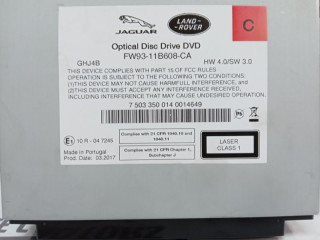 JAGUAR
LAND-
ROVER
C
Optical Disc Drive DVD
FW93-11B608-CA
GHJ4B
HW 4.0/SW 3.0
THIS DEVICE COMPLIES WITH PART 15 OF FCC RULES
OPERATION IS SUBJECT TO THE FOLLOWING TWO CONDITIONS:
(1)THIS DEVICE MAY NOT CAUSE HARMFUL INTERFERENCE, and
(2)THIS DEVICE MUST ACCEPT ANY INTERFERENCE RECEIVED,
INCLUDING INTERFERENCE THAT MAY CAUSE UNDESIRED
OPERATION.
7 503 350 014 0014649
E 10 R - 04 7245
Made in Portugal
Prod. Date: 03.2017
Complies with 21 CFR 1040.10 and
1040.11
Complies with 21 CFR Chapter 1,
Subchapter J
LASER
CLASS 1